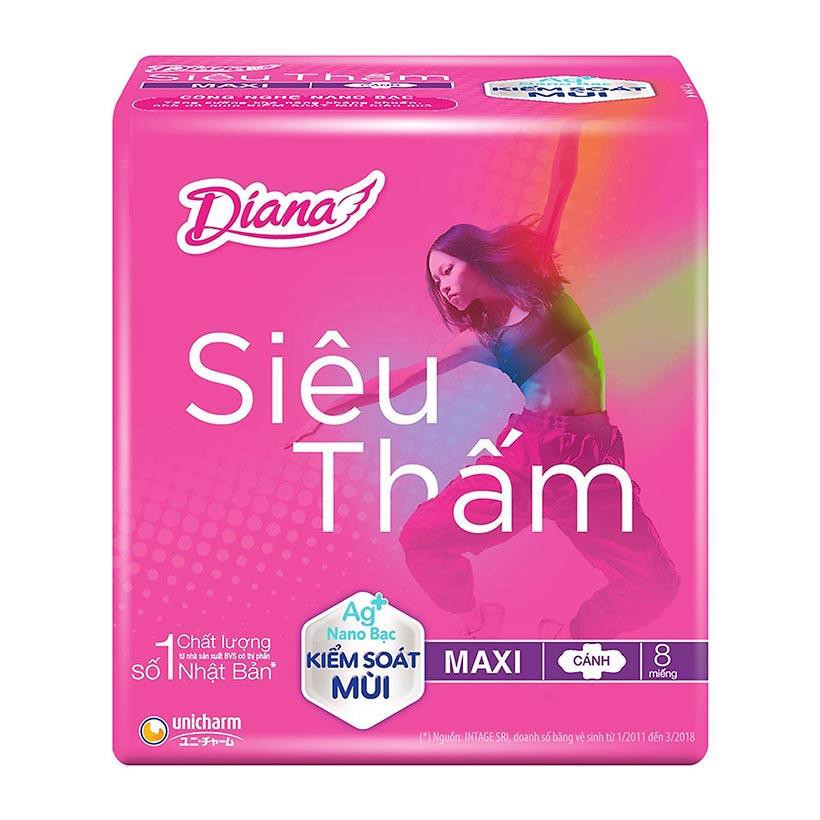 Siêu Thấm
MAXI
CÁNH
CÔNG NGHỆ NANO BẠC
Ag+
Nano Bạc
KIỂM SOÁT
MÙI
Diana
Siêu
Thấm
Ag+
Nano Bạc
KIỂM SOÁT
MÙI
SỐ 1
Chất lượng
từ nhà sản xuất BVS có thị phần
Nhật Bản*
MAXI
CÁNH
8
miếng
unicharm
ユニ・チャーム
(*) Nguồn: INTAGE SRI, doanh số băng vệ sinh từ 1/2011 đến 3/2018